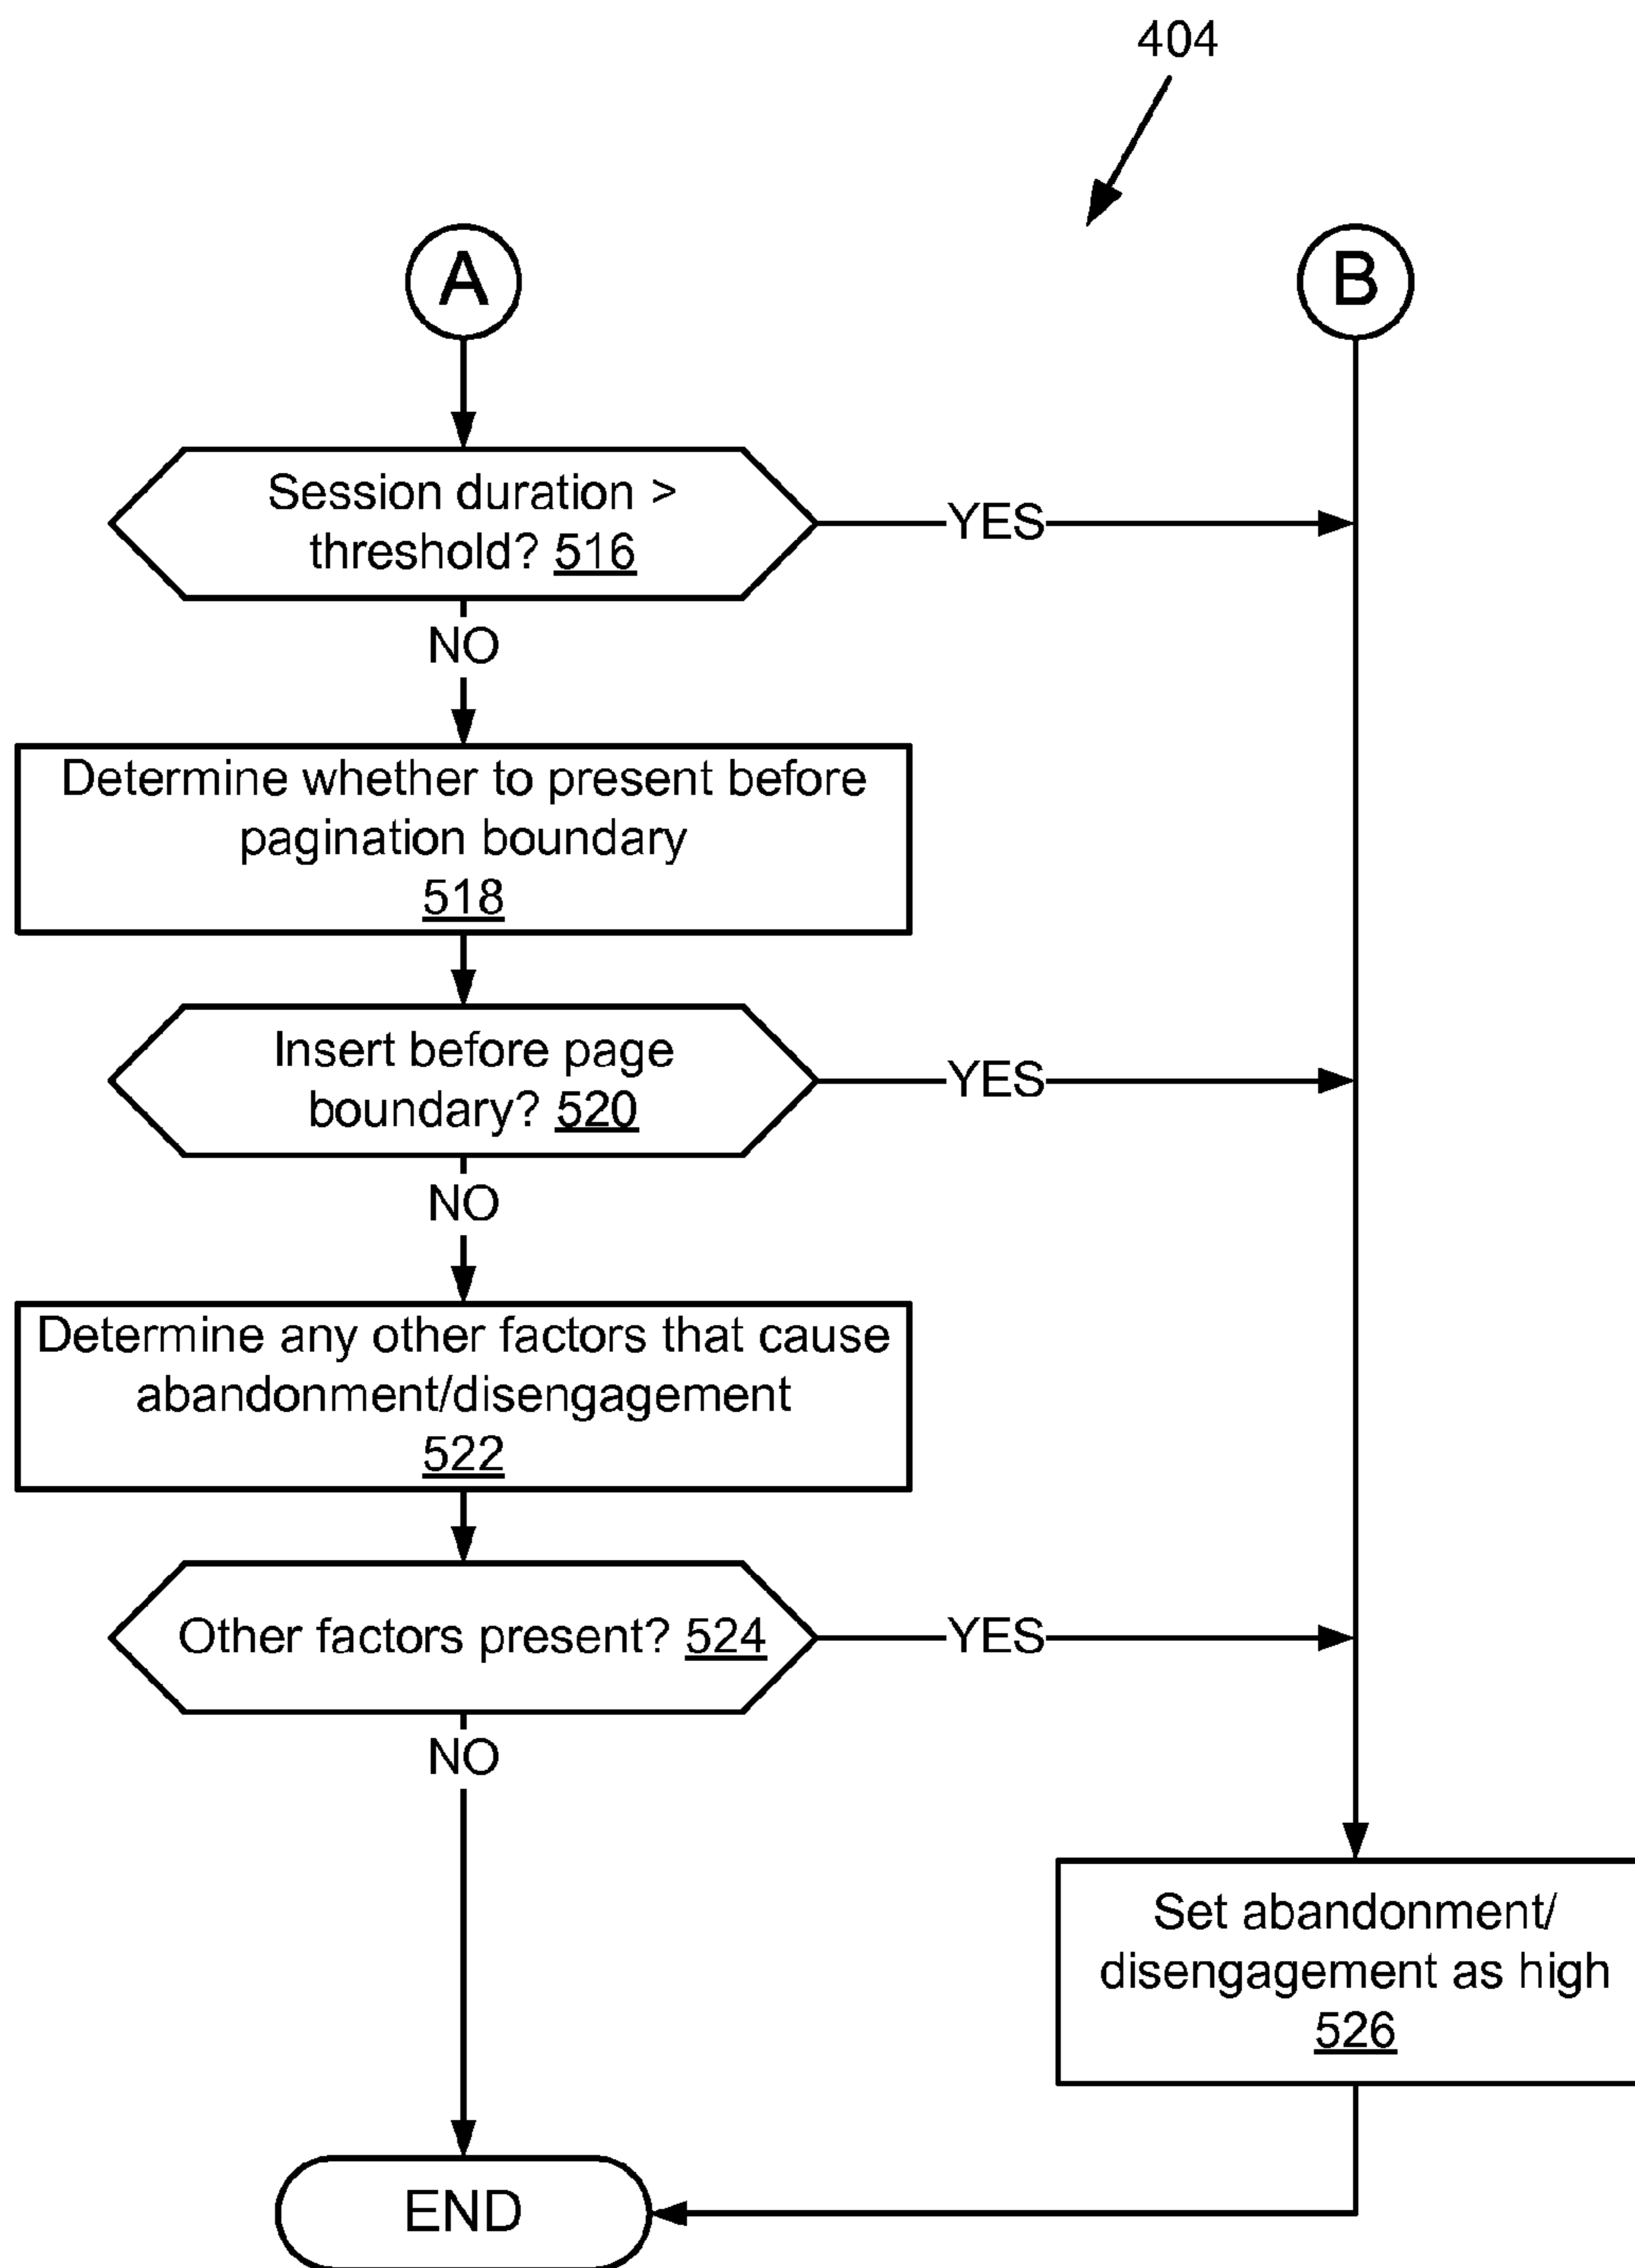 404
A
B
Session duration >
threshold? 516
YES
NO
Determine whether to present before
pagination boundary
518
Insert before page
boundary? 520
YES
NO
Determine any other factors that cause
abandonment/disengagement
522
Other factors present? 524
YES
NO
Set abandonment/
disengagement as high
526
END